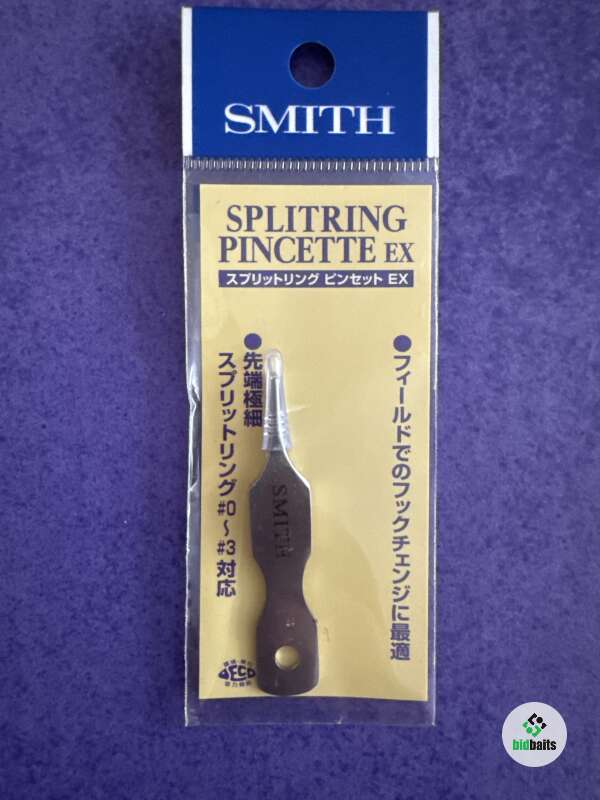 SMITH
SPLITRING
PINCETTE EX
スプリットリング ピンセット EX
●フィールドでのフックチェンジに最適
●先端極細
スプリットリング#0～#3対応
SMITH
ECO
bidbaits